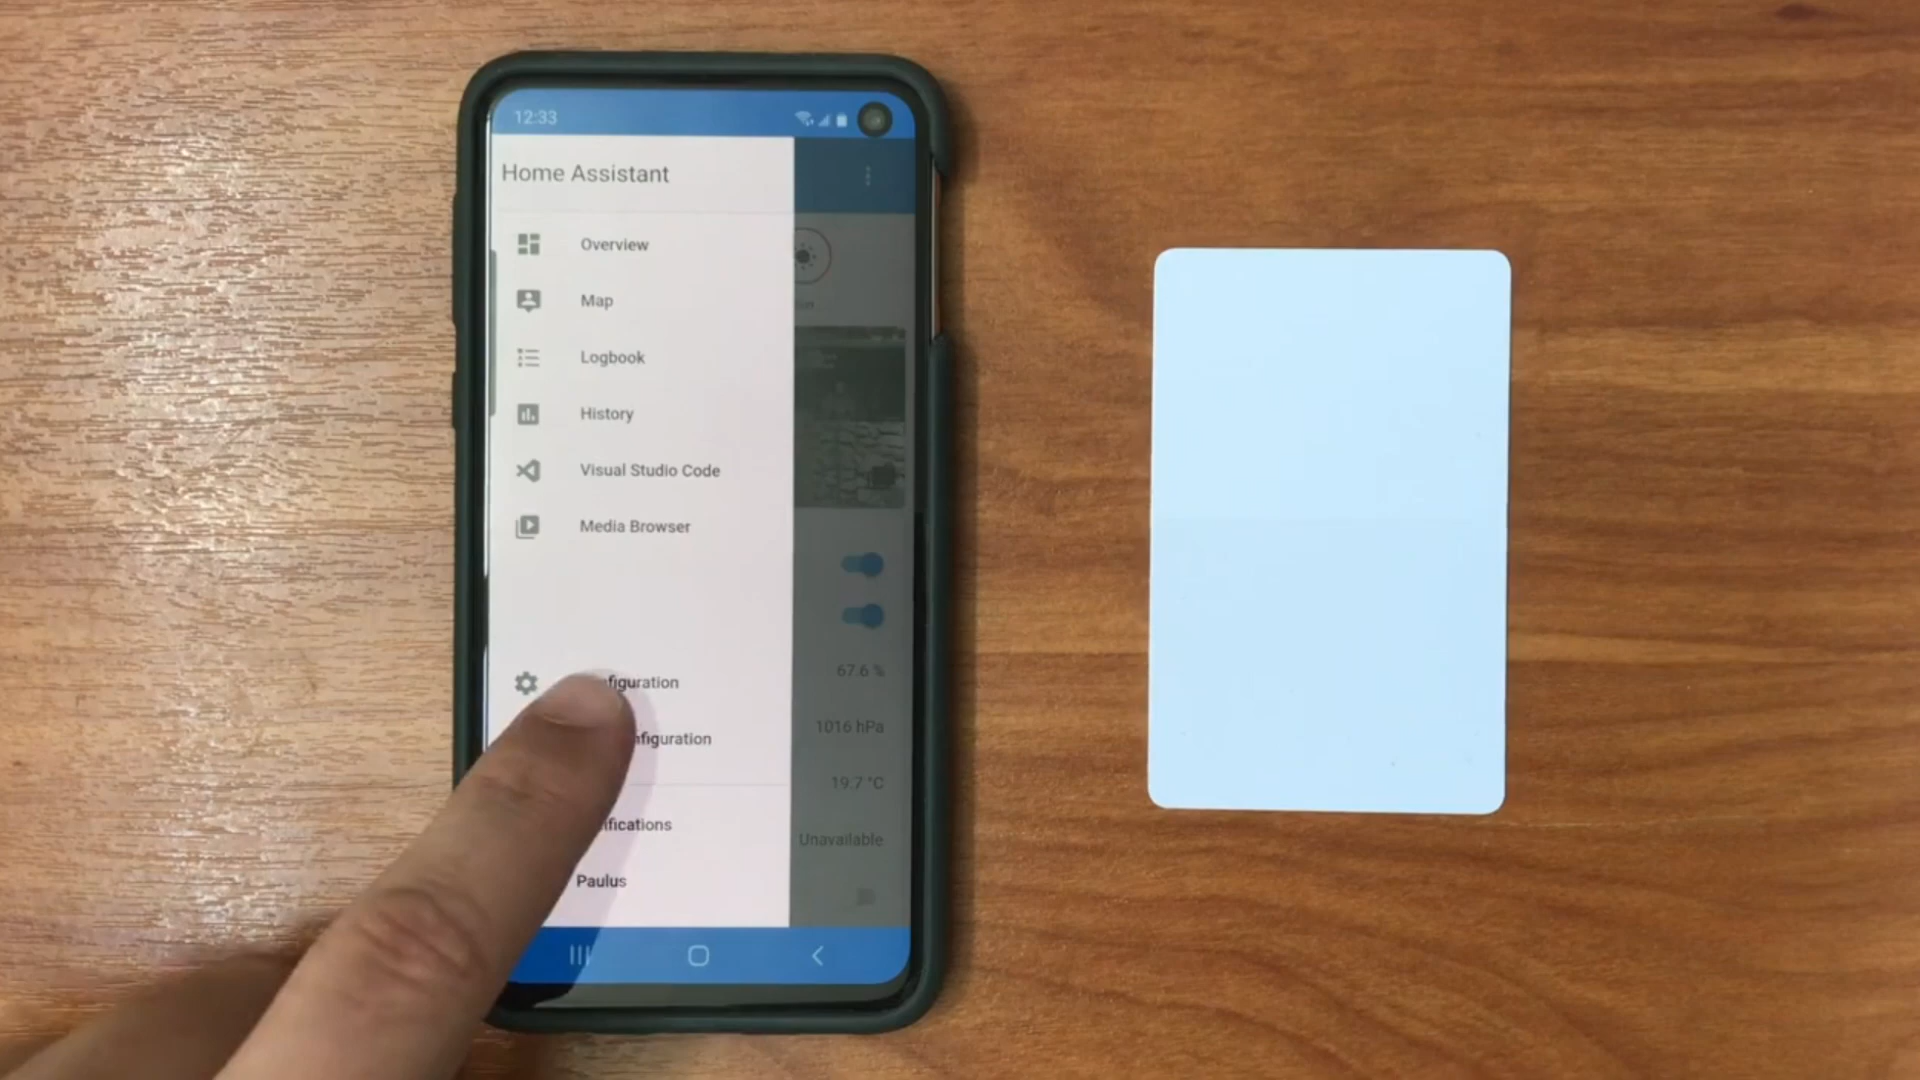 12:33
Home Assistant
Overview
Map
Logbook
History
Visual Studio Code
Media Browser
figuration
nfiguration
ifications
Paulus
67.6 %
1016 hPa
19.7 °C
Unavailable